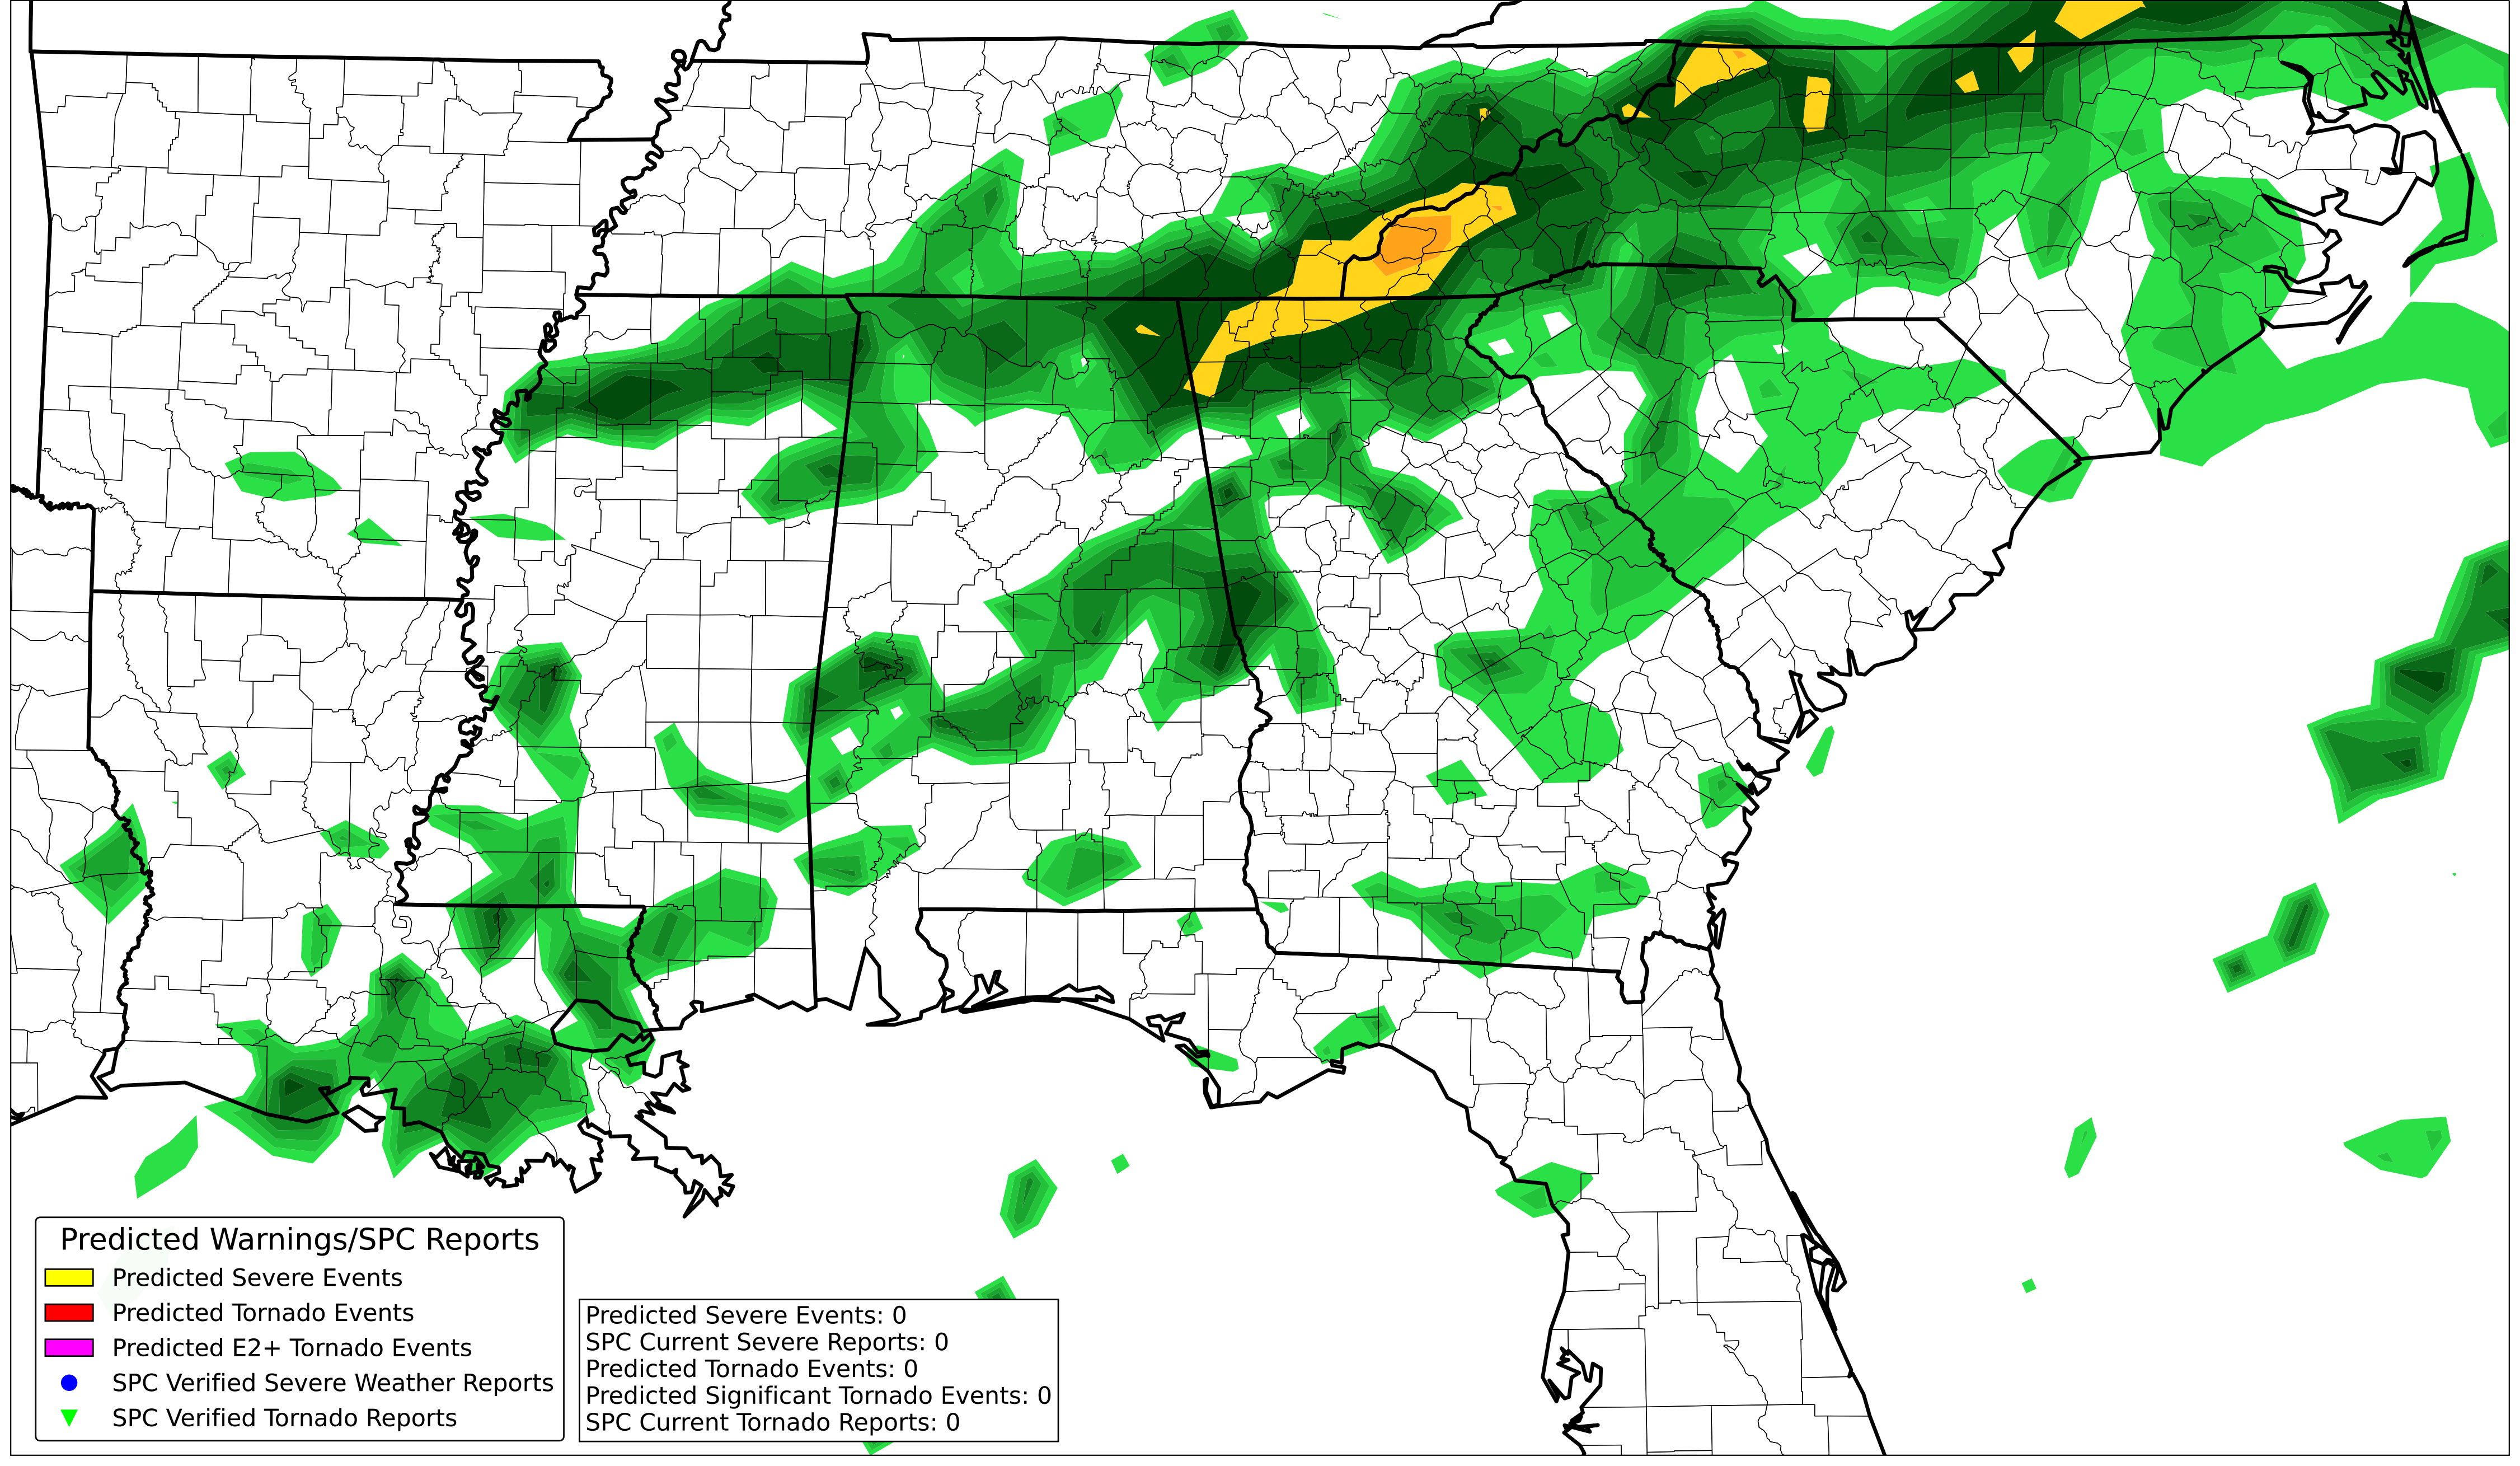 Predicted Warnings/SPC Reports
Predicted Severe Events
Predicted Tornado Events
Predicted E2+ Tornado Events
SPC Verified Severe Weather Reports
SPC Verified Tornado Reports
Predicted Severe Events: 0
SPC Current Severe Reports: 0
Predicted Tornado Events: 0
Predicted Significant Tornado Events: 0
SPC Current Tornado Reports: 0